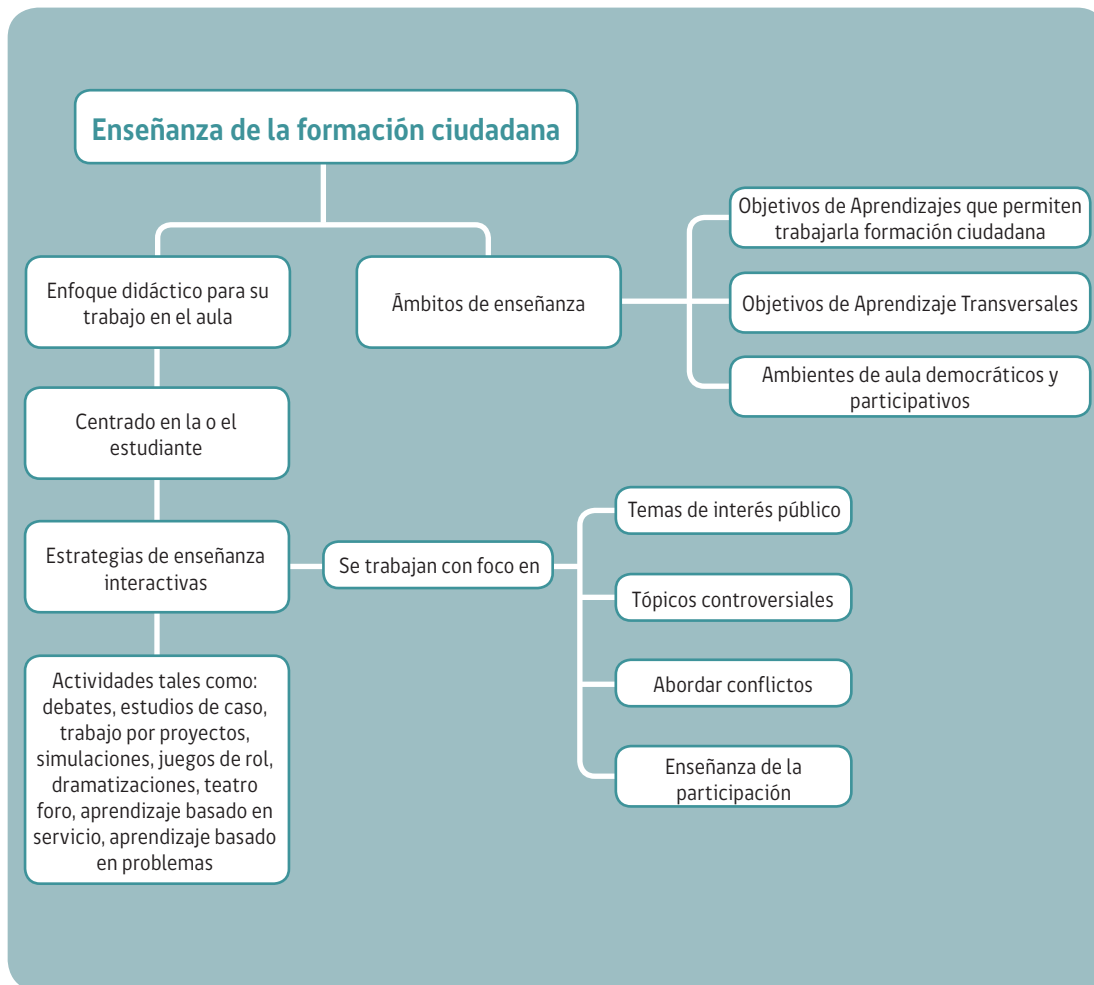 Enseñanza de la formación ciudadana
Enfoque didáctico para su
trabajo en el aula
Ámbitos de enseñanza
Objetivos de Aprendizajes que permiten
trabajarla formación ciudadana
Objetivos de Aprendizaje Transversales
Ambientes de aula democráticos y
participativos
Centrado en la o el
estudiante
Estrategias de enseñanza
interactivas
Se trabajan con foco en
Temas de interés público
Tópicos controversiales
Abordar conflictos
Enseñanza de la
participación
Actividades tales como:
debates, estudios de caso,
trabajo por proyectos,
simulaciones, juegos de rol,
dramatizaciones, teatro
foro, aprendizaje basado en
servicio, aprendizaje basado
en problemas